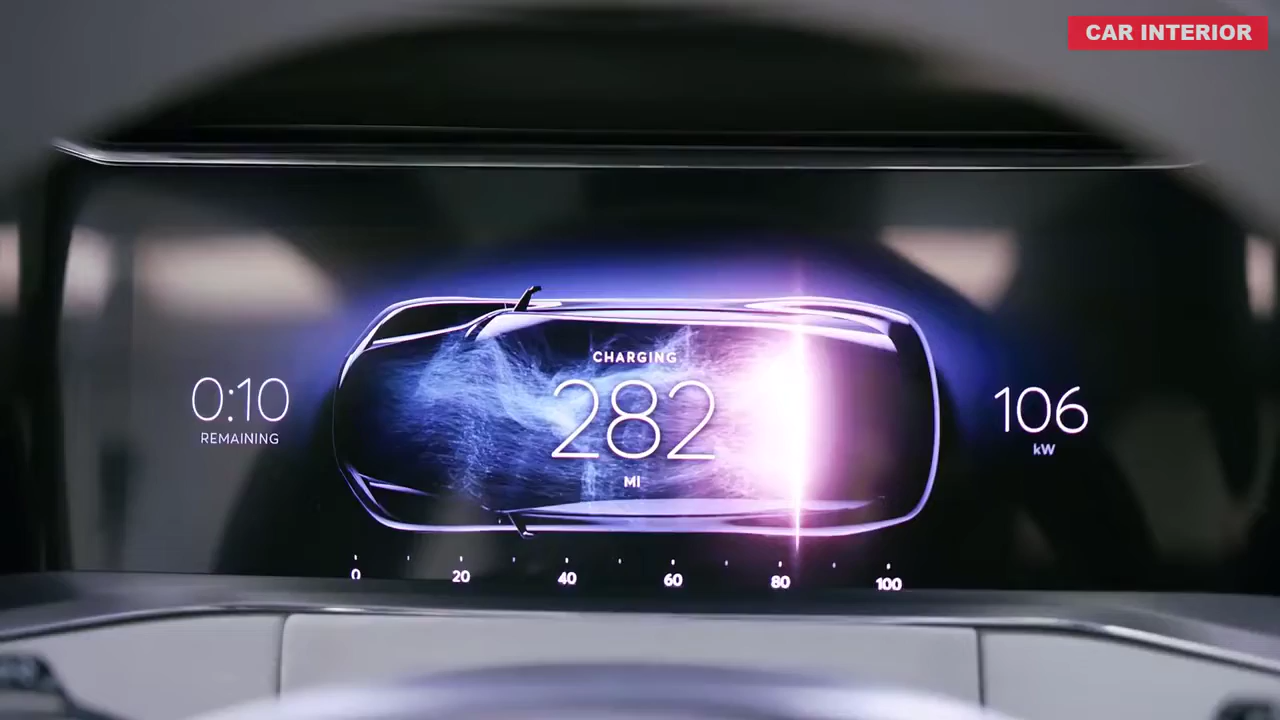 CAR INTERIOR
CHARGING
0:10
282
106
REMAINING
MI
kW
0 20 40 60 80 100